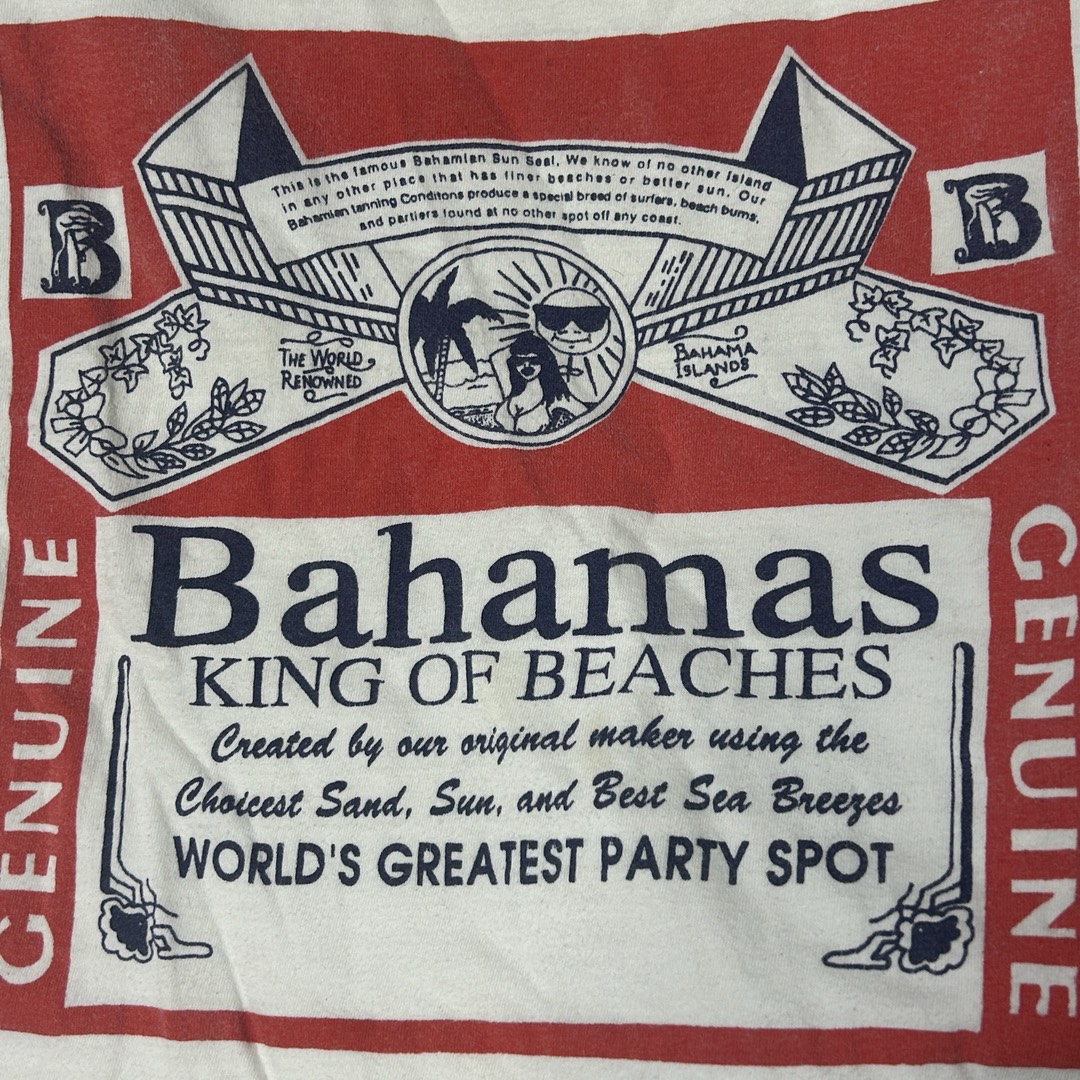 This is the famous Bahamian Sun Seal, We know of no other Island
in any other place that has finer beaches or better sun. Our
Bahamian tanning Conditons produce a special breed of surfers, beach bums,
and partiers found at no other spot off any coast.
B
B
THE WORLD
RENOWNED
BAHAMA
ISLANDS
GENUINE
Bahamas
KING OF BEACHES
Created by our original maker using the
Choicest Sand, Sun, and Best Sea Breezes
WORLD'S GREATEST PARTY SPOT
GENUINE